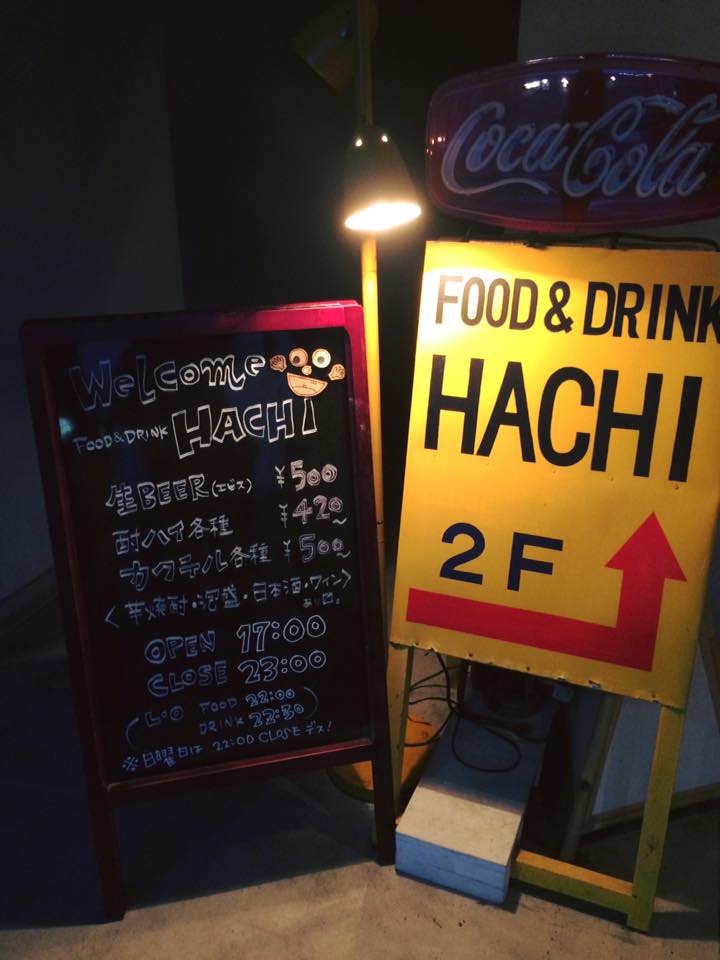 Welcome
FOOD&DRINK HACHI
生BEER(エビス) ¥500
酎ハイ各種 ¥420~
カクテル各種 ¥500~
<芋焼酎・泡盛・日本酒・ワイン>
あり□。
OPEN 17:00
CLOSE 23:00
L・O FOOD 22:00
DRINK 22:30
※日曜日は 22:00 CLOSEデス!
Coca-Cola
FOOD & DRINK
HACHI
2F